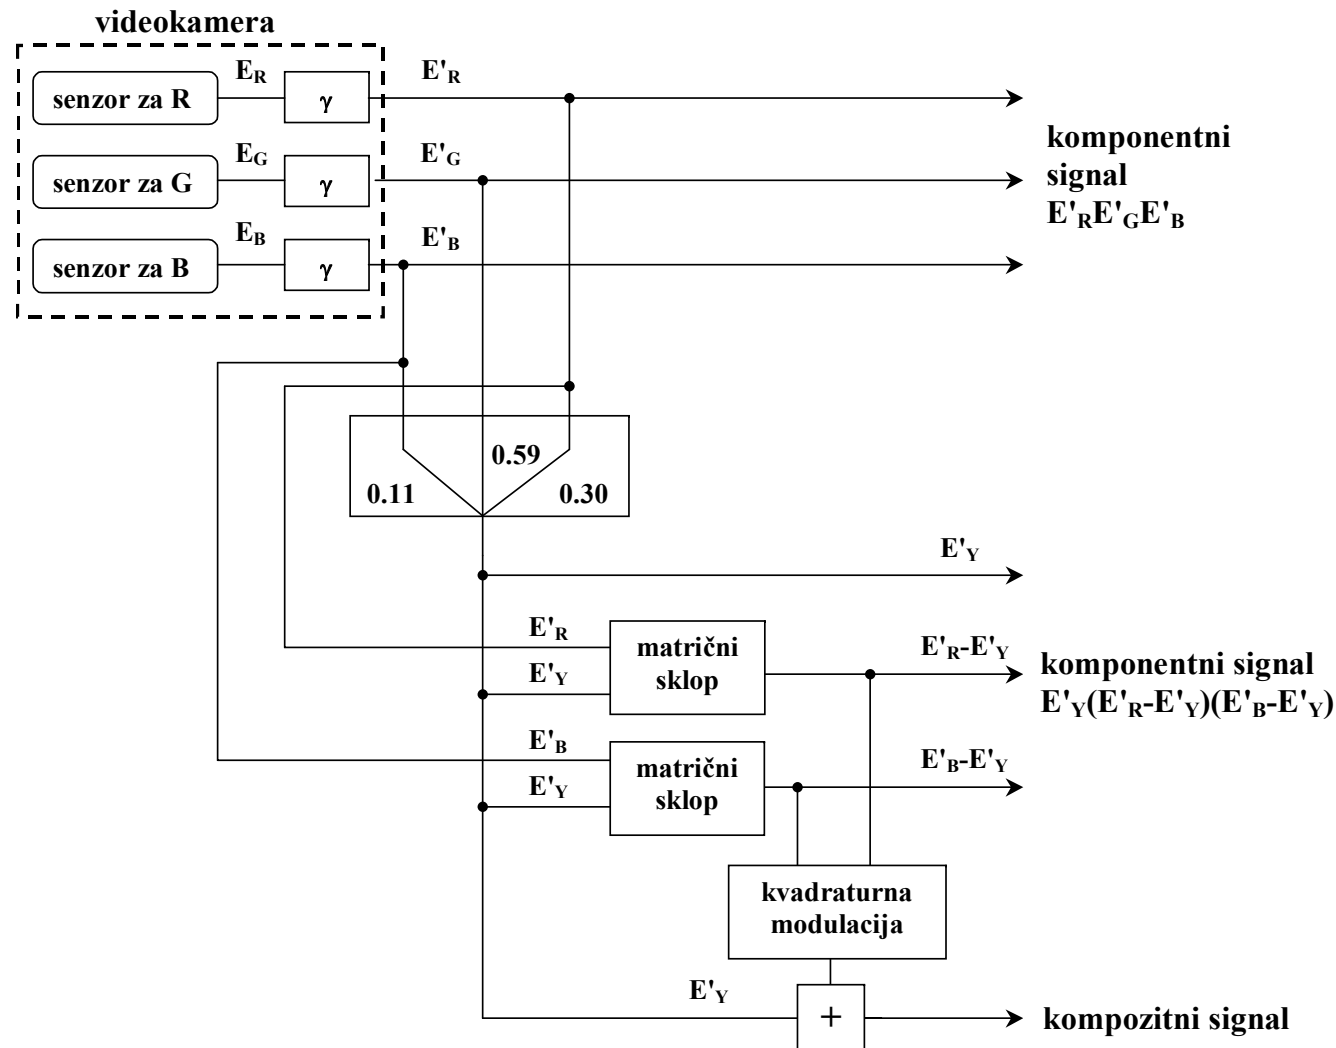 videokamera
senzor za R
E_R
γ
E'_R
senzor za G
E_G
γ
E'_G
senzor za B
E_B
γ
E'_B
komponentni
signal
E'_RE'_GE'_B
0.11
0.59
0.30
E'_Y
E'_R
E'_Y
matrični
sklop
E'_R-E'_Y
komponentni signal
E'_Y(E'_R-E'_Y)(E'_B-E'_Y)
E'_B
E'_Y
matrični
sklop
E'_B-E'_Y
kvadraturna
modulacija
E'_Y
+
kompozitni signal